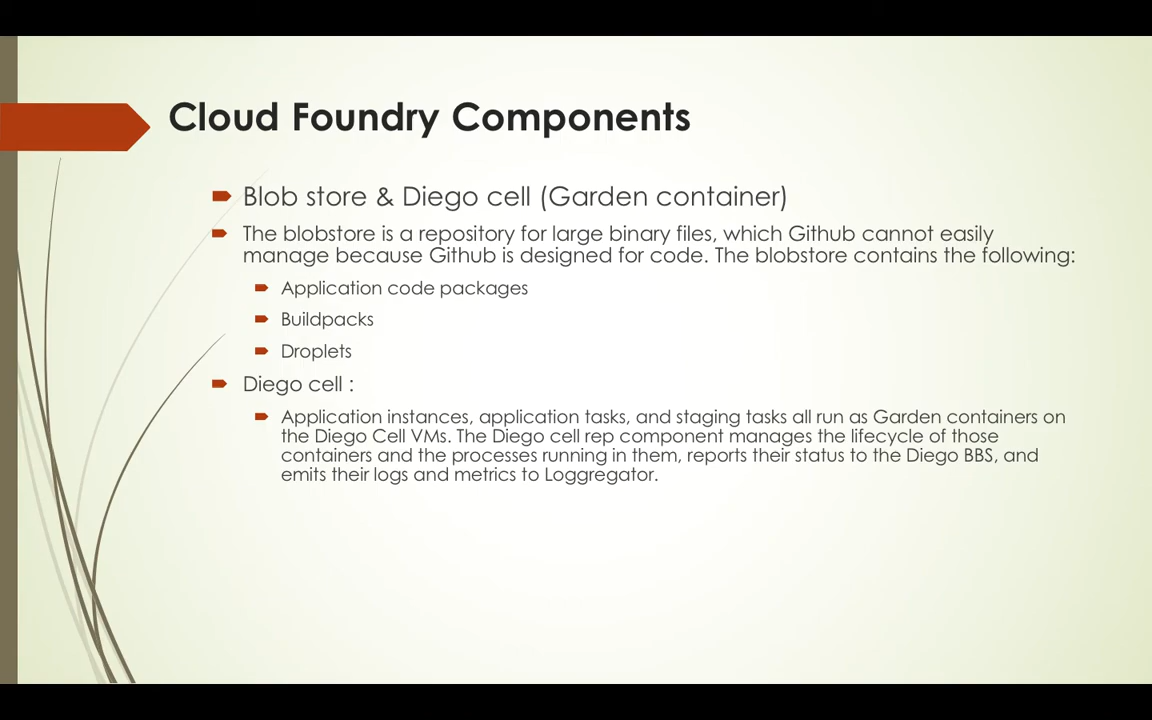 Cloud Foundry Components
Blob store & Diego cell (Garden container)
The blobstore is a repository for large binary files, which Github cannot easily
manage because Github is designed for code. The blobstore contains the following:
Application code packages
Buildpacks
Droplets
Diego cell :
Application instances, application tasks, and staging tasks all run as Garden containers on
the Diego Cell VMs. The Diego cell rep component manages the lifecycle of those
containers and the processes running in them, reports their status to the Diego BBS, and
emits their logs and metrics to Loggregator.